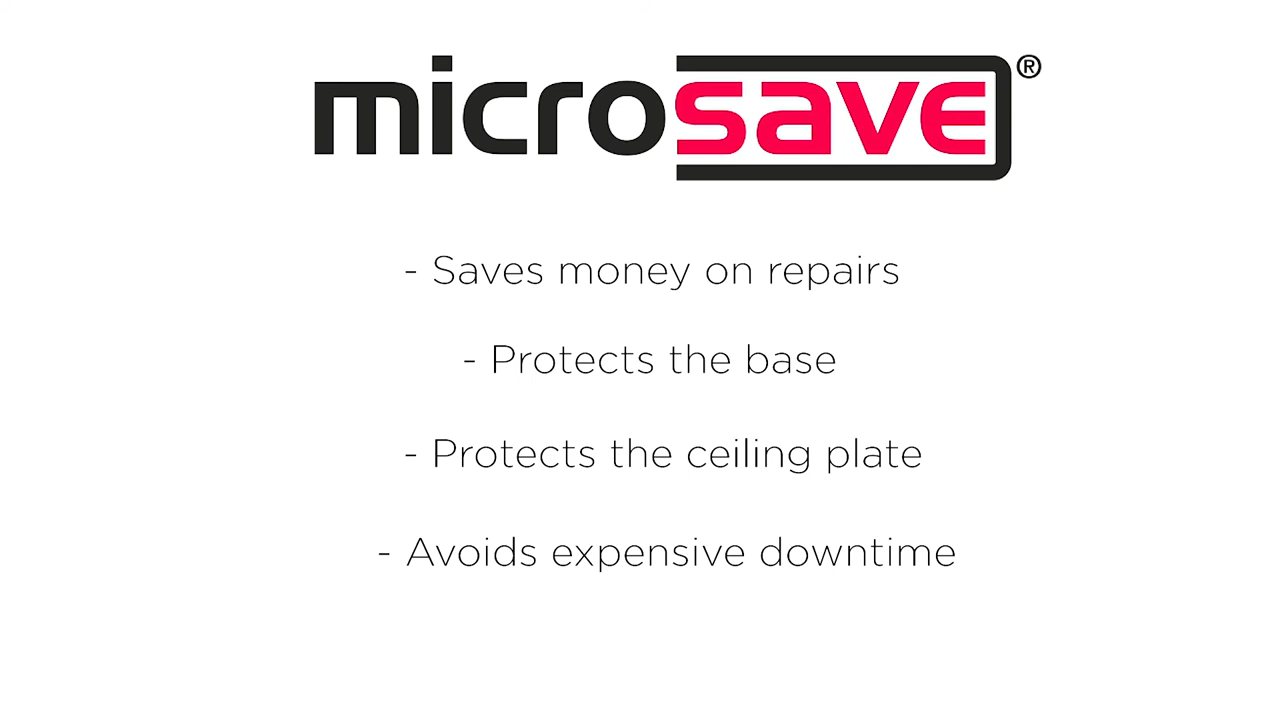 microsave®
- Saves money on repairs
- Protects the base
- Protects the ceiling plate
- Avoids expensive downtime